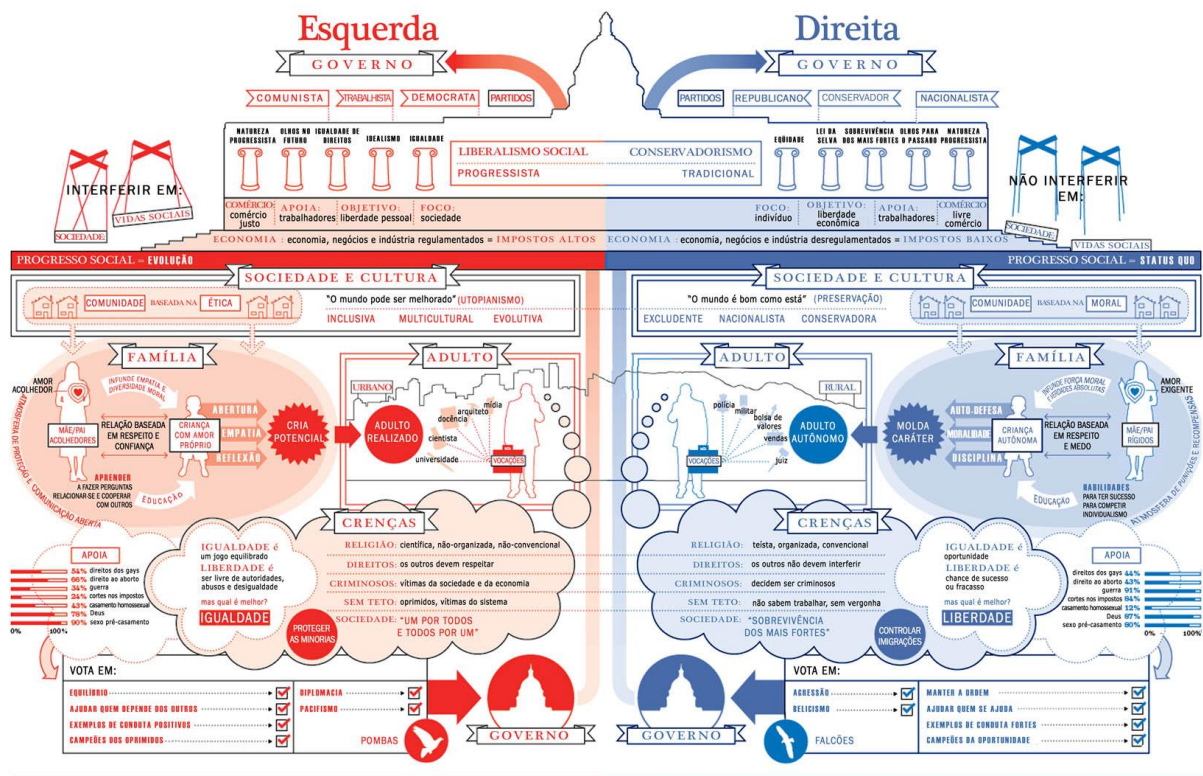 Esquerda
GOVERNO
COMUNISTA
TRABALHISTA
DEMOCRATA
PARTIDOS
NATUREZA PROGRESSISTA
OLHOS NO FUTURO
IGUALDADE DE DIREITOS
IDEALISMO
IGUALDADE
LIBERALISMO SOCIAL
PROGRESSISTA
INTERFERIR EM:
SOCIEDADE
VIDAS SOCIAIS
COMÉRCIO:
comércio
justo
APOIA:
trabalhadores
OBJETIVO:
liberdade pessoal
FOCO:
sociedade
ECONOMIA : economia, negócios e indústria regulamentados = IMPOSTOS ALTOS
PROGRESSO SOCIAL = EVOLUÇÃO
Direita
GOVERNO
PARTIDOS
REPUBLICANO
CONSERVADOR
NACIONALISTA
CONSERVADORISMO
TRADICIONAL
EQÜIDADE
LEI DA SELVA
SOBREVIVÊNCIA DOS MAIS FORTES
OLHOS PARA O PASSADO
NATUREZA PROGRESSISTA
NÃO INTERFERIR
EM:
SOCIEDADE
VIDAS SOCIAIS
FOCO:
indivíduo
OBJETIVO:
liberdade
econômica
APOIA:
trabalhadores
COMÉRCIO
livre
comércio
ECONOMIA : economia, negócios e indústria desregulamentados = IMPOSTOS BAIXOS
PROGRESSO SOCIAL = STATUS QUO
SOCIEDADE E CULTURA
COMUNIDADE BASEADA NA ÉTICA
"O mundo pode ser melhorado" (UTOPIANISMO)
INCLUSIVA MULTICULTURAL EVOLUTIVA
SOCIEDADE E CULTURA
"O mundo é bom como está" (PRESERVAÇÃO)
EXCLUDENTE NACIONALISTA CONSERVADORA
COMUNIDADE BASEADA NA MORAL
FAMÍLIA
AMOR
ACOLHEDOR
INFUNDE EMPATIA E
DIVERSIDADE MORAL
MÃE/PAI
ACOLHEDORES
RELAÇÃO BASEADA
EM RESPEITO E
CONFIANÇA
CRIANÇA
COM AMOR
PRÓPRIO
ABERTURA
EMPATIA
REFLEXÃO
CRIA
POTENCIAL
APRENDER
A FAZER PERGUNTAS
RELACIONAR-SE E COOPERAR
COM OUTROS
EDUCAÇÃO
ATMOSFERA DE PROTEÇÃO E COMUNICAÇÃO ABERTA
ADULTO
URBANO
ADULTO
REALIZADO
mídia
arquiteto
docência
cientista
universidade
VOCAÇÕES
ADULTO
RURAL
polícia
militar
bolsa de
valores
vendas
juiz
VOCAÇÕES
ADULTO
AUTÔNOMO
FAMÍLIA
MOLDA
CARÁTER
AUTO-DEFESA
MORALIDADE
DISCIPLINA
INFUNDE FORÇA MORAL
E VERDADES ABSOLUTAS
AMOR
EXIGENTE
CRIANÇA
AUTÔNOMA
RELAÇÃO BASEADA
EM RESPEITO
E MEDO
MÃE/PAI
RÍGIDOS
EDUCAÇÃO
HABILIDADES
PARA TER SUCESSO
PARA COMPETIR
INDIVIDUALISMO
ATMOSFERA DE PUNIÇÕES E RECOMPENSAS
APOIA
54% direitos dos gays
66% direito ao aborto
34% guerra
24% cortes nos impostos
43% casamento homossexual
76% Deus
90% sexo pré-casamento
0% 100%
IGUALDADE é
um jogo equilibrado
LIBERDADE é
ser livre de autoridades,
abusos e desigualdade
mas qual é melhor?
IGUALDADE
CRENÇAS
RELIGIÃO: científica, não-organizada, não-convencional
DIREITOS: os outros devem respeitar
CRIMINOSOS: vítimas da sociedade e da economia
SEM TETO: oprimidos, vítimas do sistema
SOCIEDADE: "UM POR TODOS
E TODOS POR UM"
PROTEGER
AS MINORIAS
CRENÇAS
RELIGIÃO: teísta, organizada, convencional
DIREITOS: os outros não devem interferir
CRIMINOSOS: decidem ser criminosos
SEM TETO: não sabem trabalhar, sem vergonha
SOCIEDADE: "SOBREVIVÊNCIA
DOS MAIS FORTES"
CONTROLAR
IMIGRAÇÕES
IGUALDADE é
oportunidade
LIBERDADE é
chance de sucesso
ou fracasso
mas qual é melhor?
LIBERDADE
APOIA
direitos dos gays 44%
direito ao aborto 43%
guerra 91%
cortes nos impostos 64%
casamento homossexual 12%
Deus 87%
sexo pré-casamento 80%
0% 100%
VOTA EM:
EQUILÍBRIO
AJUDAR QUEM DEPENDE DOS OUTROS
EXEMPLOS DE CONDUTA POSITIVOS
CAMPEÕES DOS OPRIMIDOS
DIPLOMACIA
PACIFISMO
POMBAS
GOVERNO
GOVERNO
VOTA EM:
AGRESSÃO
BELICISMO
FALCÕES
MANTER A ORDEM
AJUDAR QUEM SE AJUDA
EXEMPLOS DE CONDUTA FORTES
CAMPEÕES DA OPORTUNIDADE